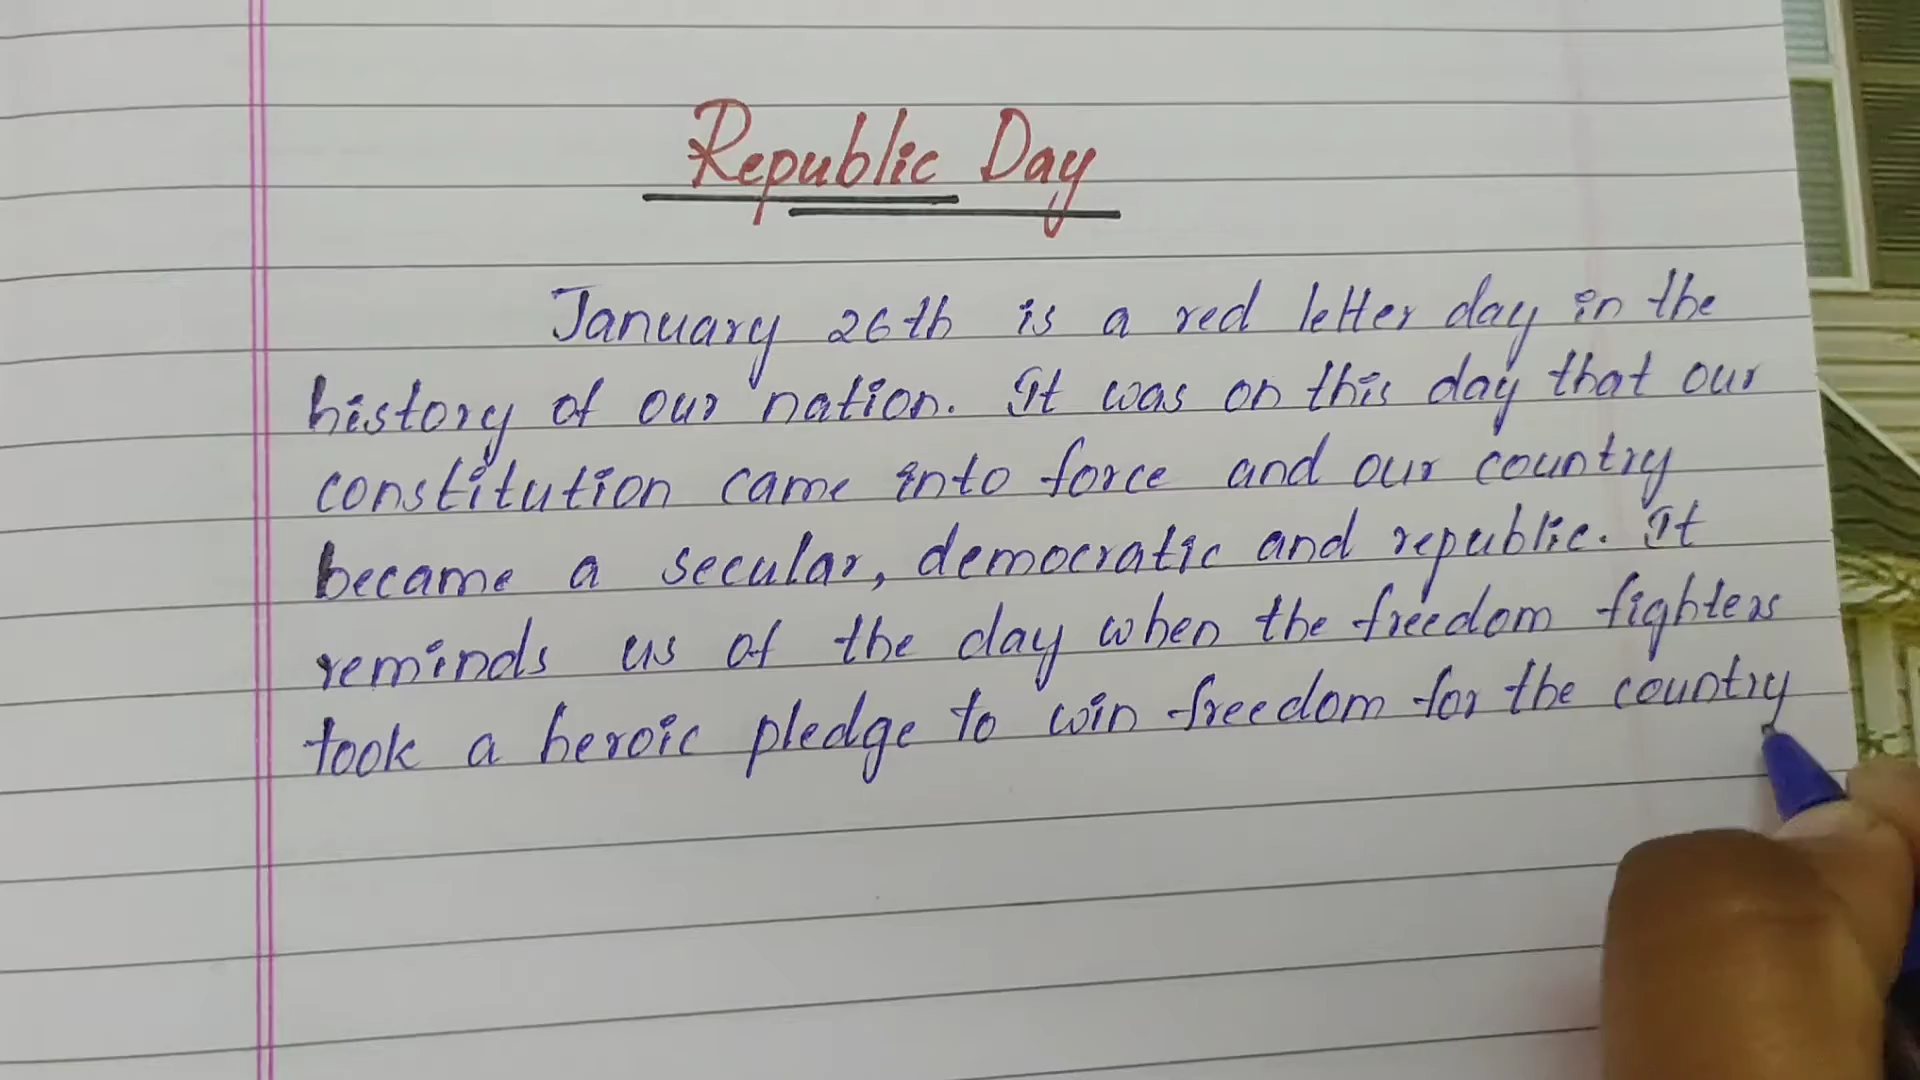 Republic Day
January 26th is a red letter day in the
history of our nation. It was on this day that our
constitution came into force and our country
became a secular, democratic and republic. It
reminds us of the day when the freedom fighters
took a heroic pledge to win freedom for the country